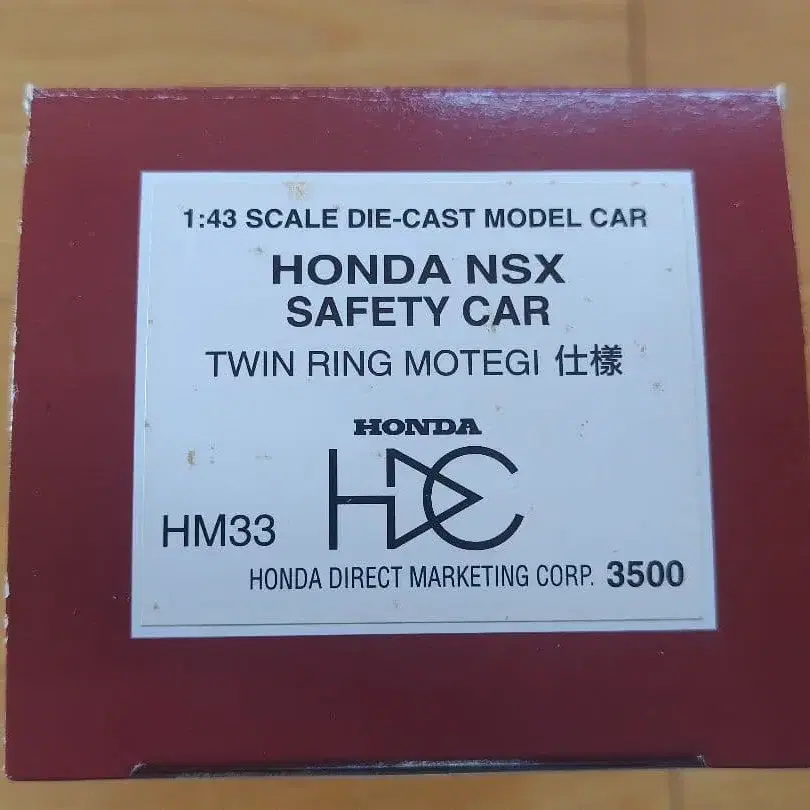 1:43 SCALE DIE-CAST MODEL CAR
HONDA NSX
SAFETY CAR
TWIN RING MOTEGI 仕様
HONDA
HDC
HM33
HONDA DIRECT MARKETING CORP. 3500